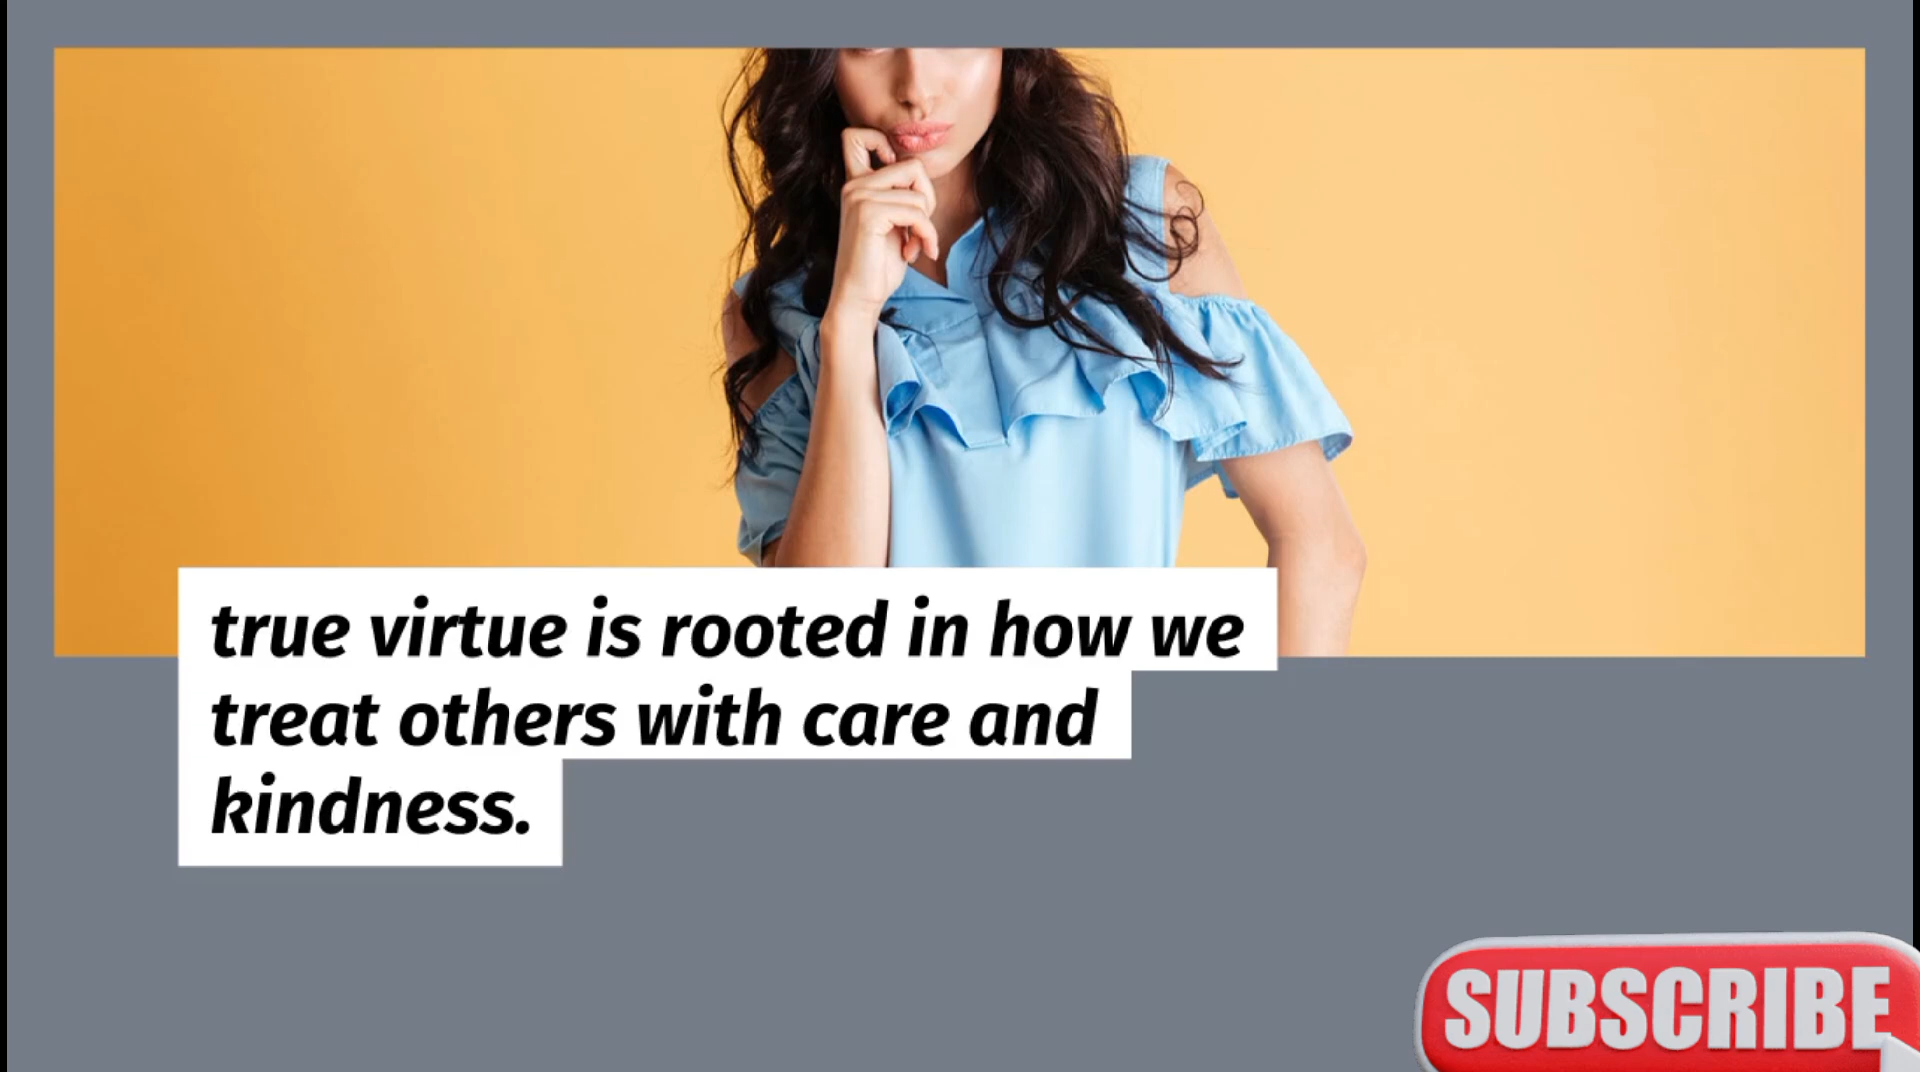 true virtue is rooted in how we
treat others with care and
kindness.
SUBSCRIBE